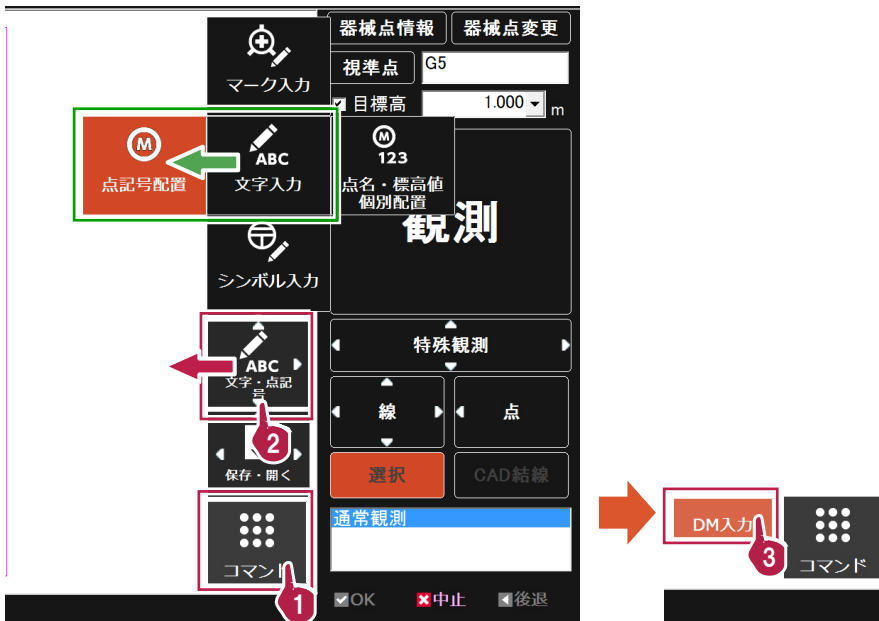 器械点情報
器械点変更
マーク入力
視準点
G5
目標高
1.000
m
M
点記号配置
ABC
文字入力
M
123
点名・標高値
個別配置
観測
シンボル入力
ABC
文字・点記
号
特殊観測
2
線
点
保存・開く
選択
CAD結線
通常観測
コマンド
1
OK
中止
後退
DM入力
3
コマンド